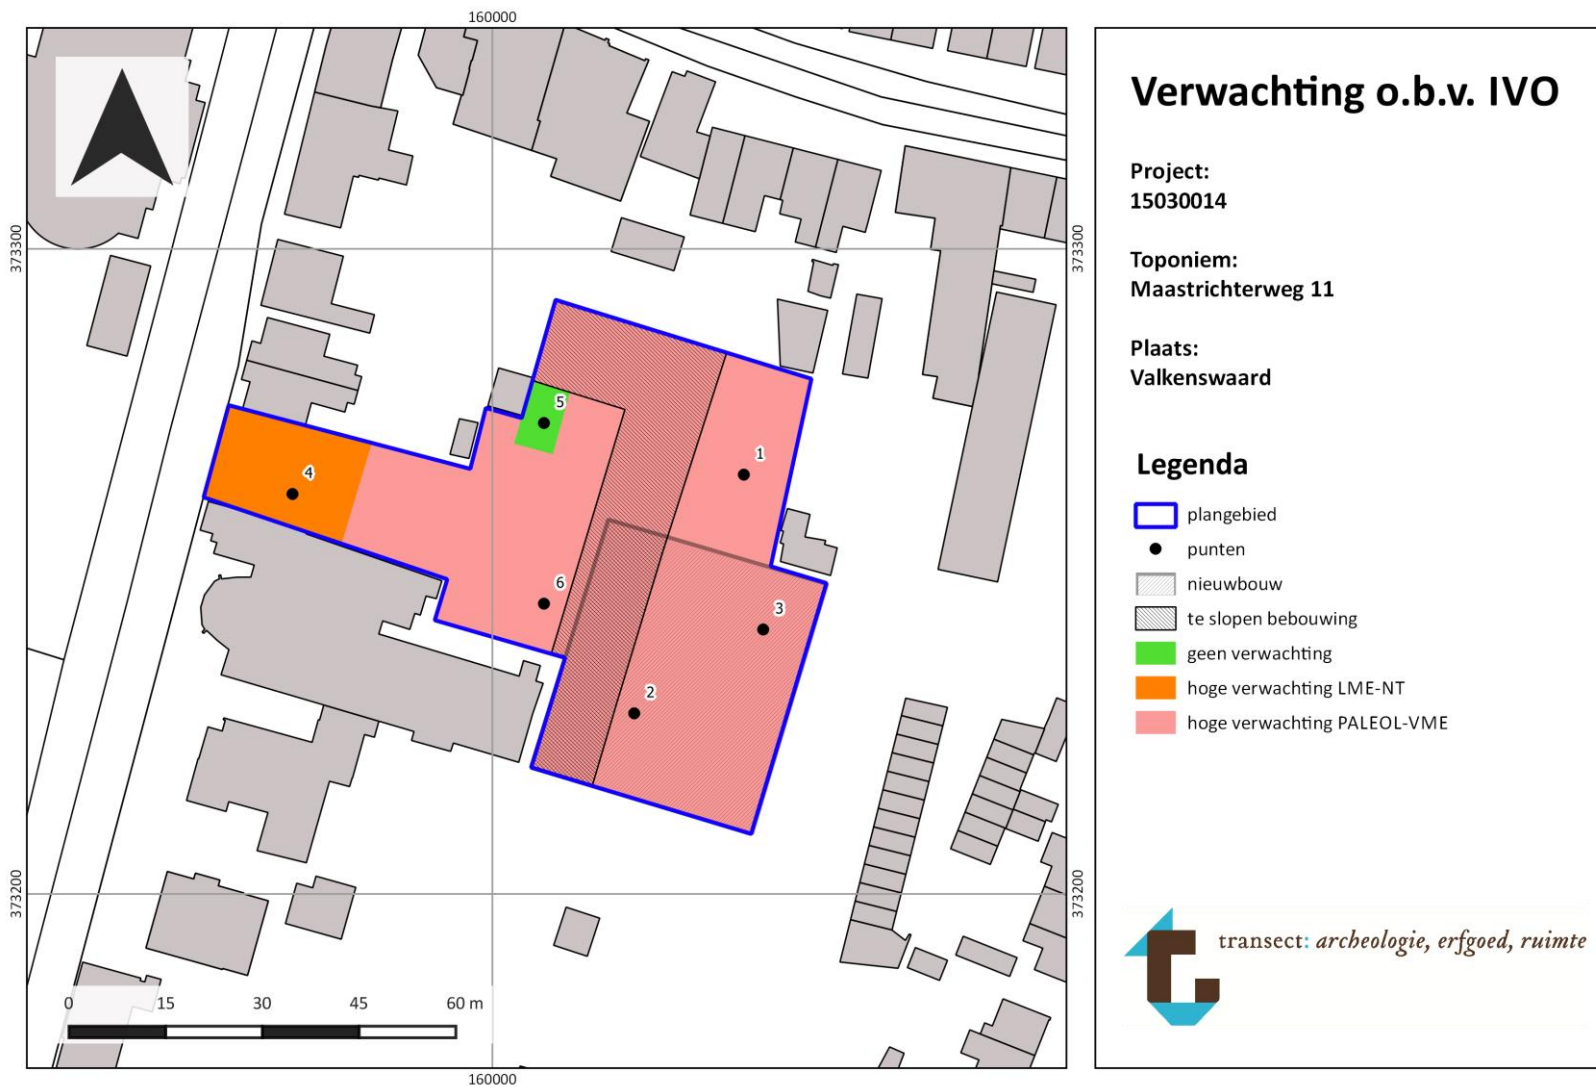 160000
373300
373300
5
1
4
6
3
2
373200
373200
0 15 30 45 60 m
160000
Verwachting o.b.v. IVO
Project:
15030014
Toponiem:
Maastrichterweg 11
Plaats:
Valkenswaard
Legenda
plangebied
punten
nieuwbouw
te slopen bebouwing
geen verwachting
hoge verwachting LME-NT
hoge verwachting PALEOL-VME
transect: archeologie, erfgoed, ruimte